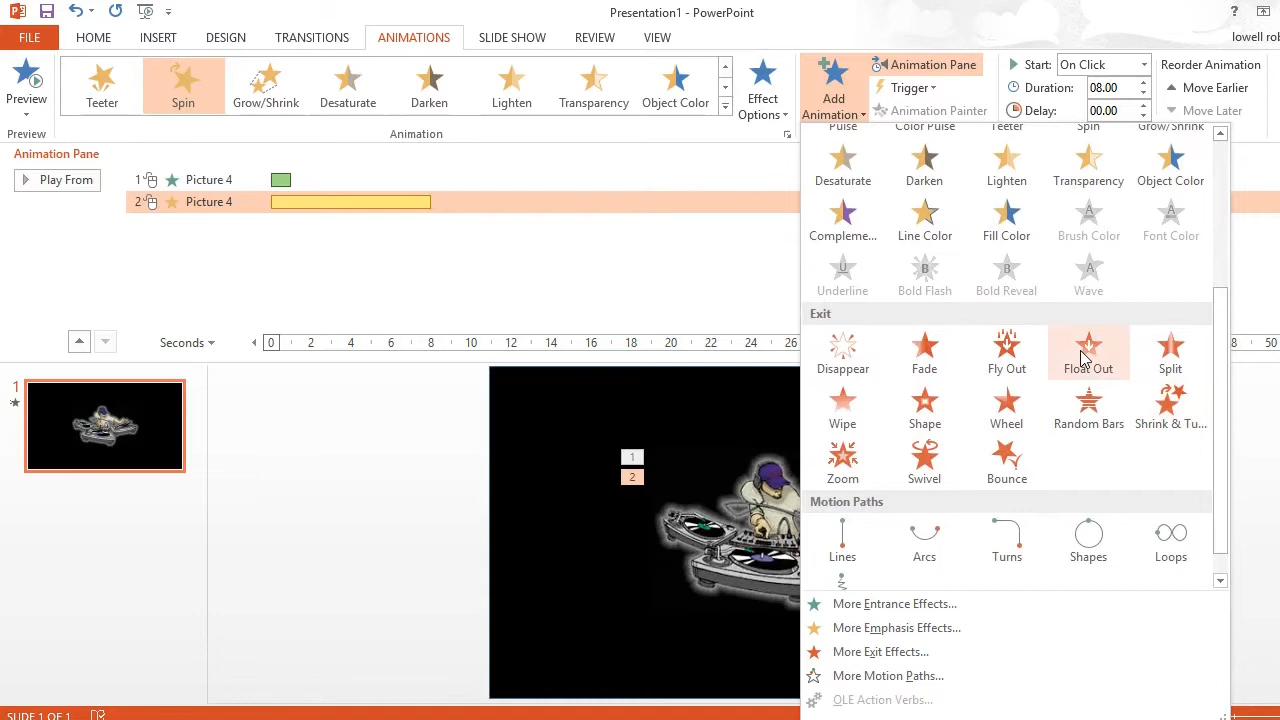 Presentation1 - PowerPoint
?
FILE HOME INSERT DESIGN TRANSITIONS ANIMATIONS SLIDE SHOW REVIEW VIEW lowell rob
Preview
Teeter Spin Grow/Shrink Desaturate Darken Lighten Transparency Object Color
Effect Options
Add Animation
Animation Pane
Trigger
Animation Painter
Start: On Click
Duration: 08.00
Delay: 00.00
Reorder Animation
Move Earlier
Move Later
Preview Animation
Animation Pane
Play From
1 Picture 4
2 Picture 4
Seconds 0 2 4 6 8 10 12 14 16 18 20 22 24 26 50
1
1
2
Pulse Color Pulse Teeter Spin Grow/Shrink
Desaturate Darken Lighten Transparency Object Color
Compleme... Line Color Fill Color Brush Color Font Color
Underline Bold Flash Bold Reveal Wave
Exit
Disappear Fade Fly Out Float Out Split
Wipe Shape Wheel Random Bars Shrink & Tu...
Zoom Swivel Bounce
Motion Paths
Lines Arcs Turns Shapes Loops
More Entrance Effects...
More Emphasis Effects...
More Exit Effects...
More Motion Paths...
OLE Action Verbs...
SLIDE 1 OF 1